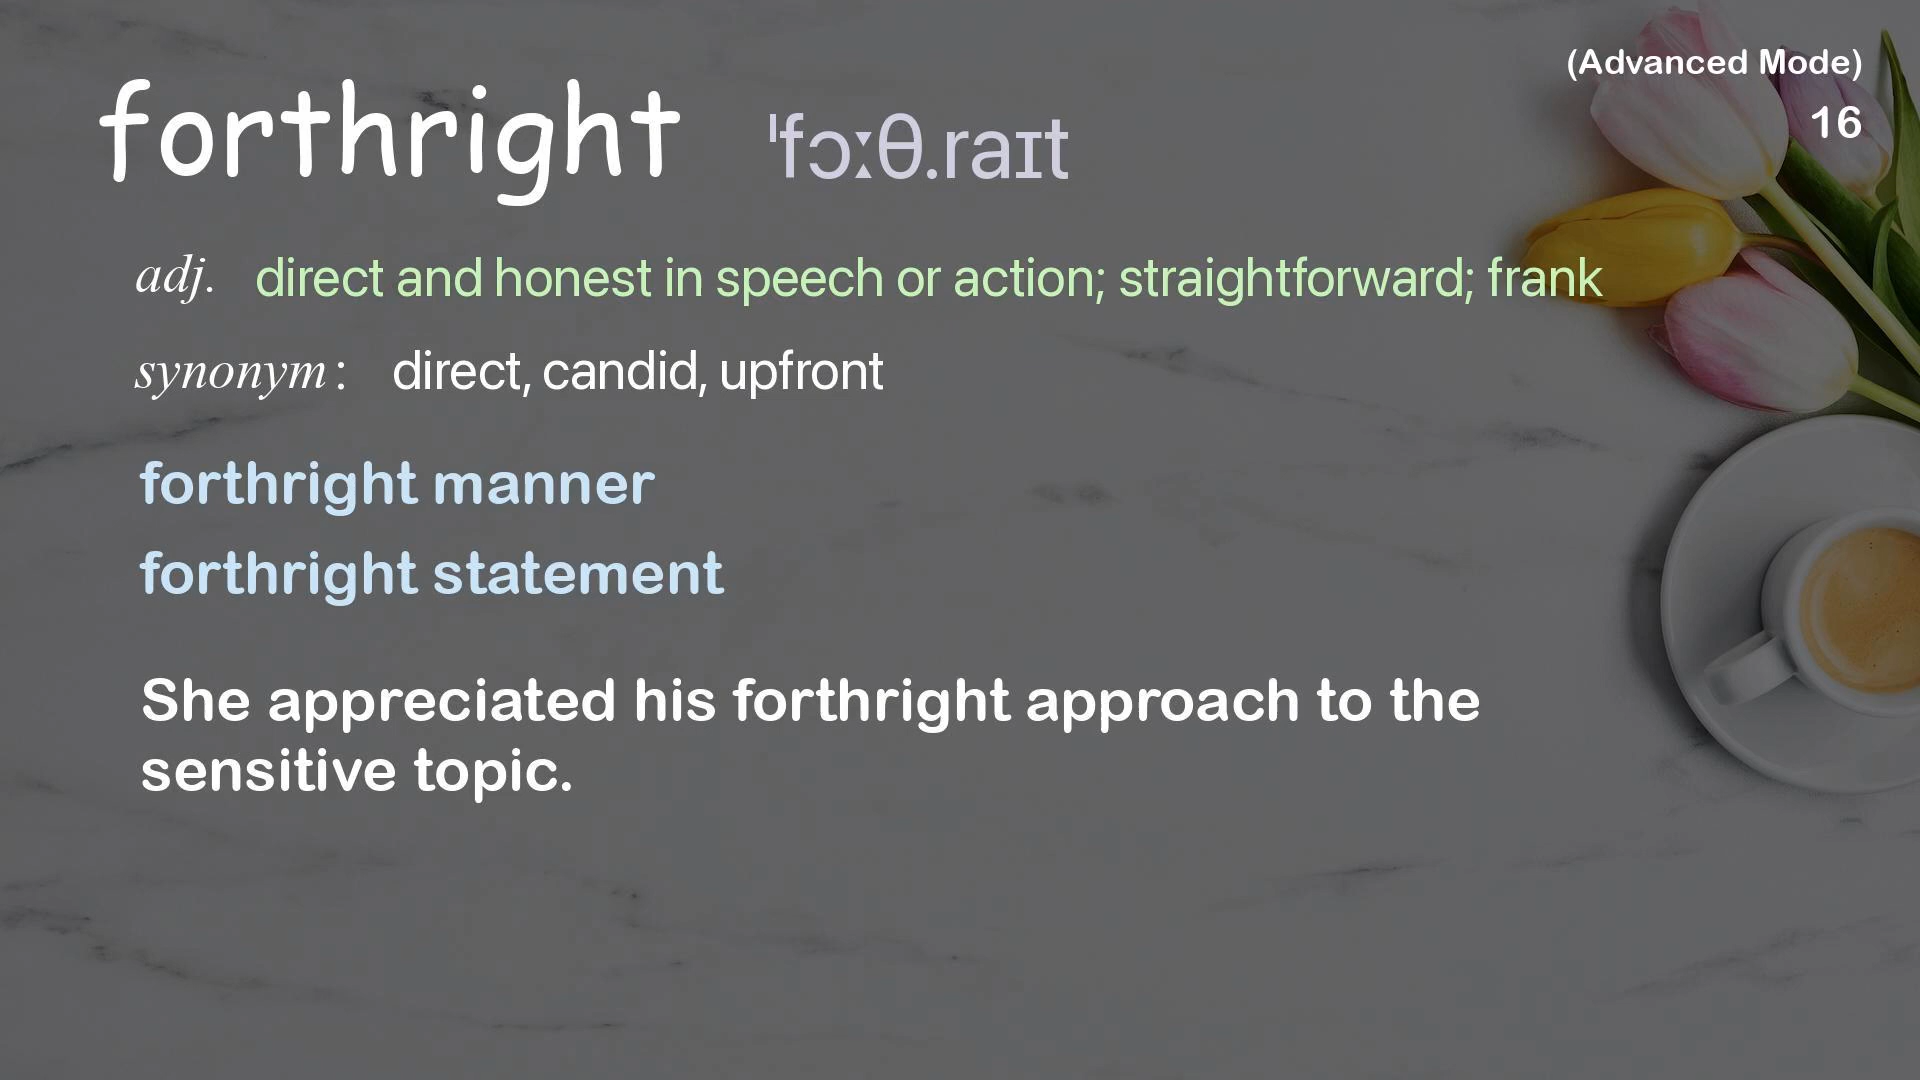 (Advanced Mode)
16
forthright ˈfɔːθ.raɪt
adj. direct and honest in speech or action; straightforward; frank
synonym: direct, candid, upfront
forthright manner
forthright statement
She appreciated his forthright approach to the
sensitive topic.